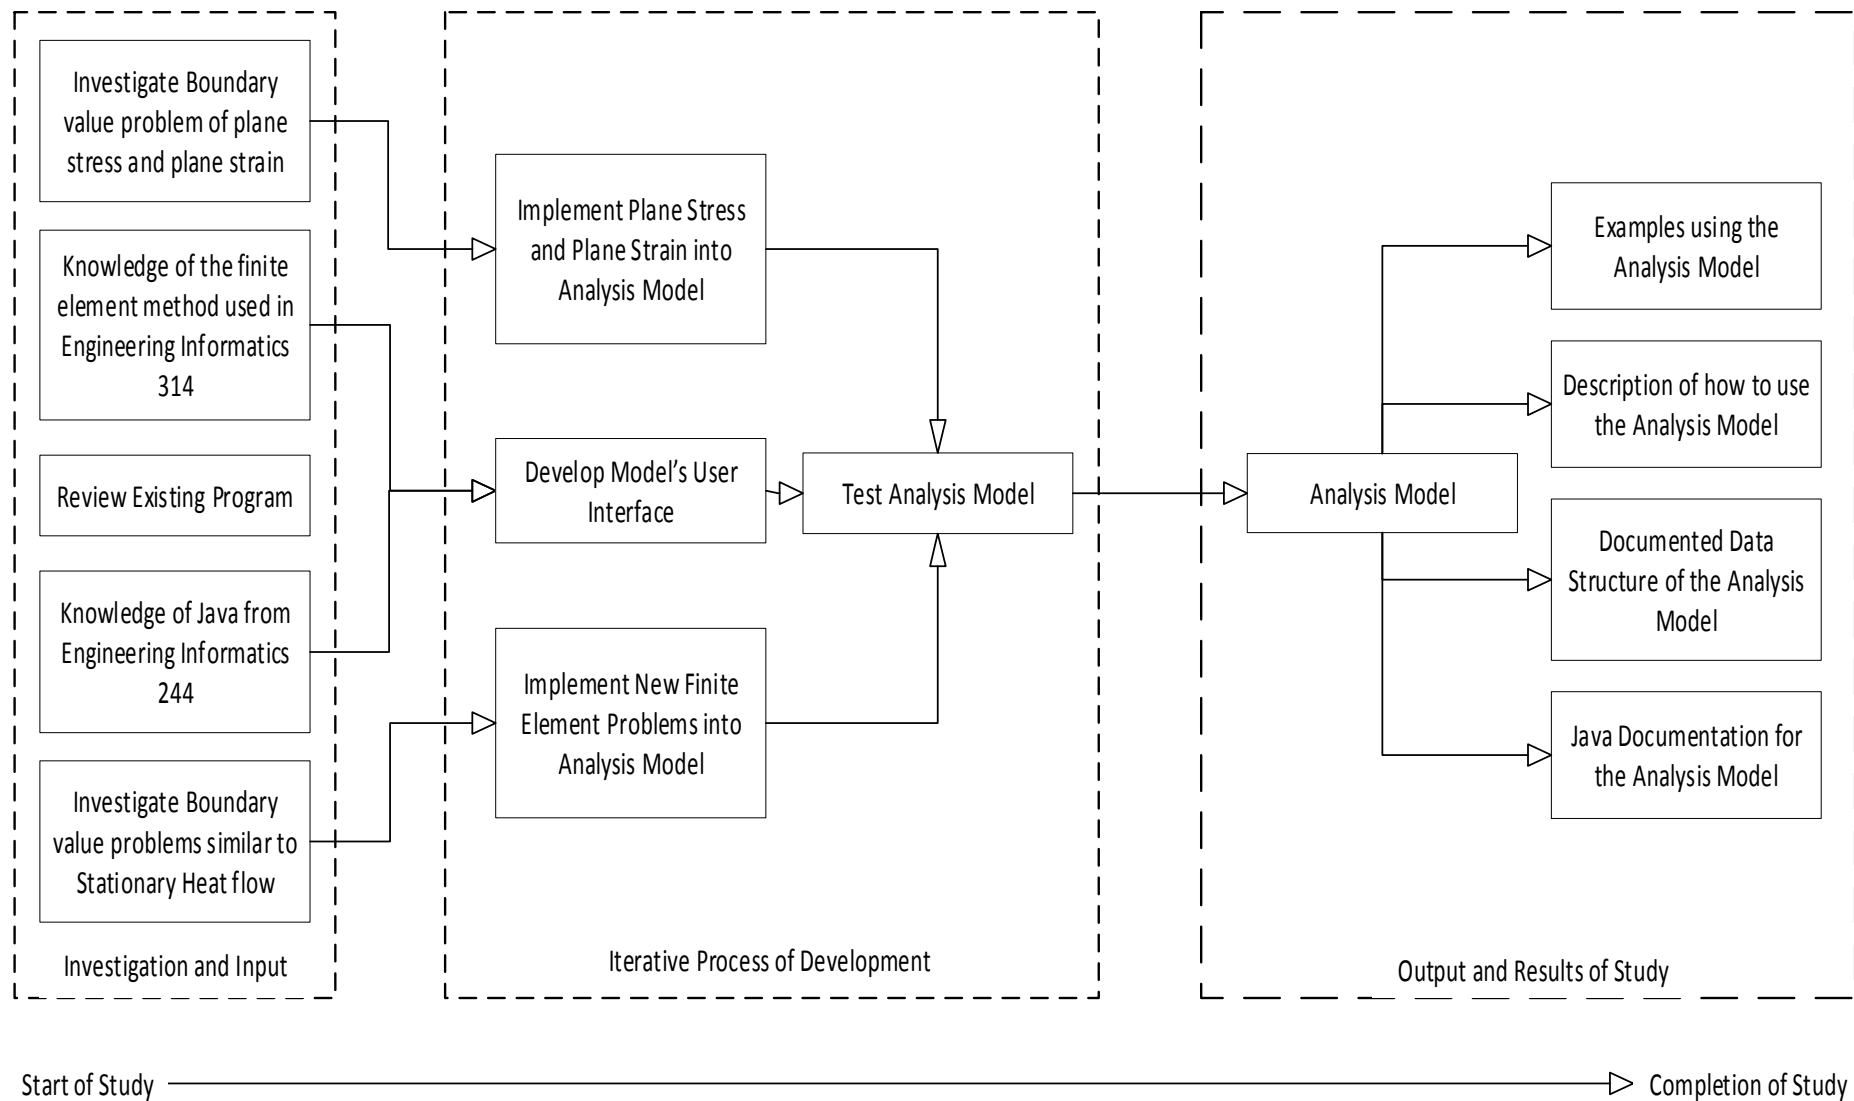 Investigate Boundary
value problem of plane
stress and plane strain
Knowledge of the finite
element method used in
Engineering Informatics
314
Review Existing Program
Knowledge of Java from
Engineering Informatics
244
Investigate Boundary
value problems similar to
Stationary Heat flow
Investigation and Input
Implement Plane Stress
and Plane Strain into
Analysis Model
Develop Model’s User
Interface
Implement New Finite
Element Problems into
Analysis Model
Test Analysis Model
Iterative Process of Development
Analysis Model
Examples using the
Analysis Model
Description of how to use
the Analysis Model
Documented Data
Structure of the Analysis
Model
Java Documentation for
the Analysis Model
Output and Results of Study
Start of Study
Completion of Study